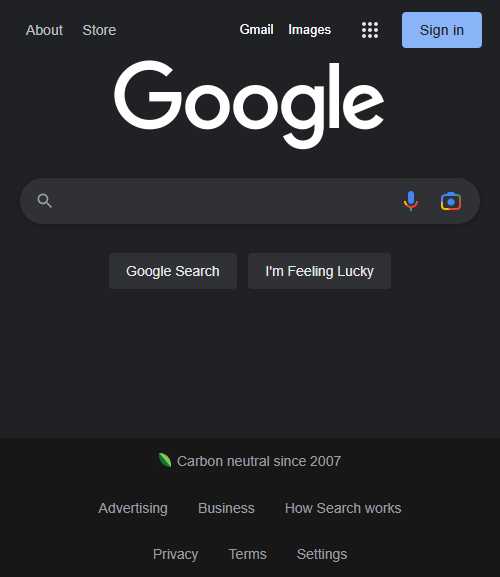 About Store Gmail Images Sign in
Google
Google Search I'm Feeling Lucky
Carbon neutral since 2007
Advertising Business How Search works
Privacy Terms Settings